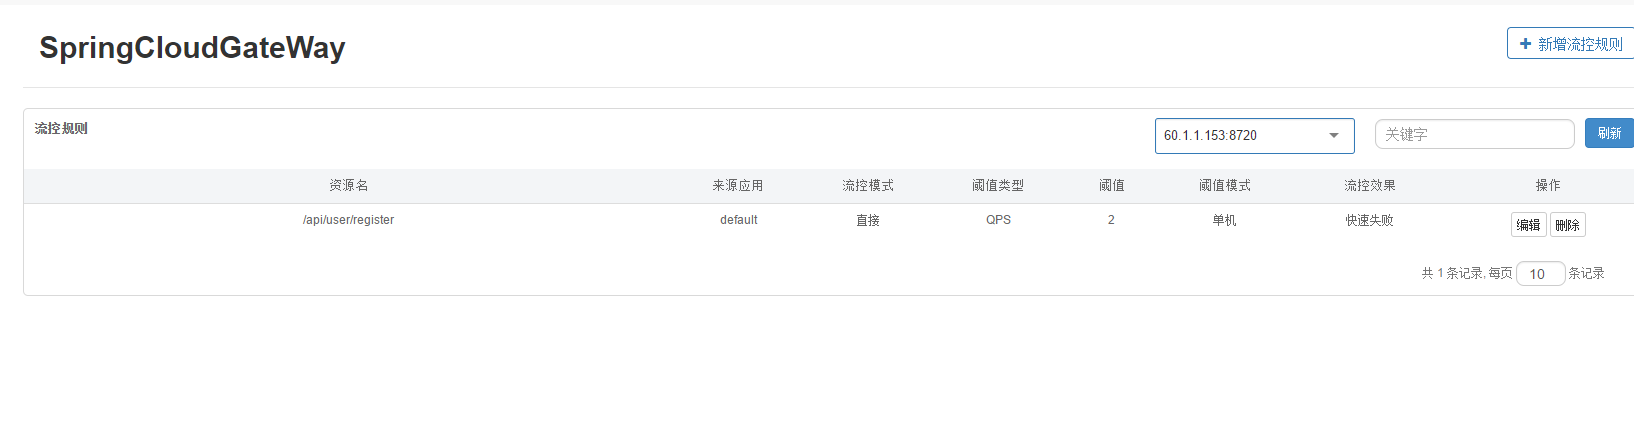 SpringCloudGateWay
新增流控规则
流控规则
60.1.1.153:8720
关键字
刷新
资源名 来源应用 流控模式 阈值类型 阈值 阈值模式 流控效果 操作
/api/user/register default 直接 QPS 2 单机 快速失败 编辑 删除
共 1 条记录, 每页 10 条记录